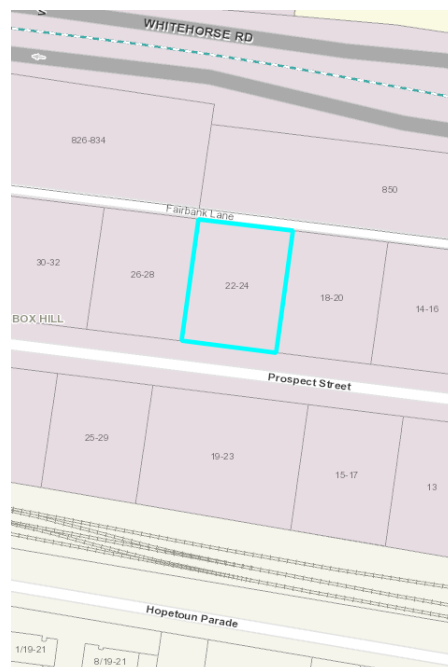 WHITEHORSE RD
826-834
850
Fairbank Lane
30-32
26-28
22-24
18-20
14-16
BOX HILL
Prospect Street
25-29
19-23
15-17
13
Hopetoun Parade
1/19-21
8/19-21